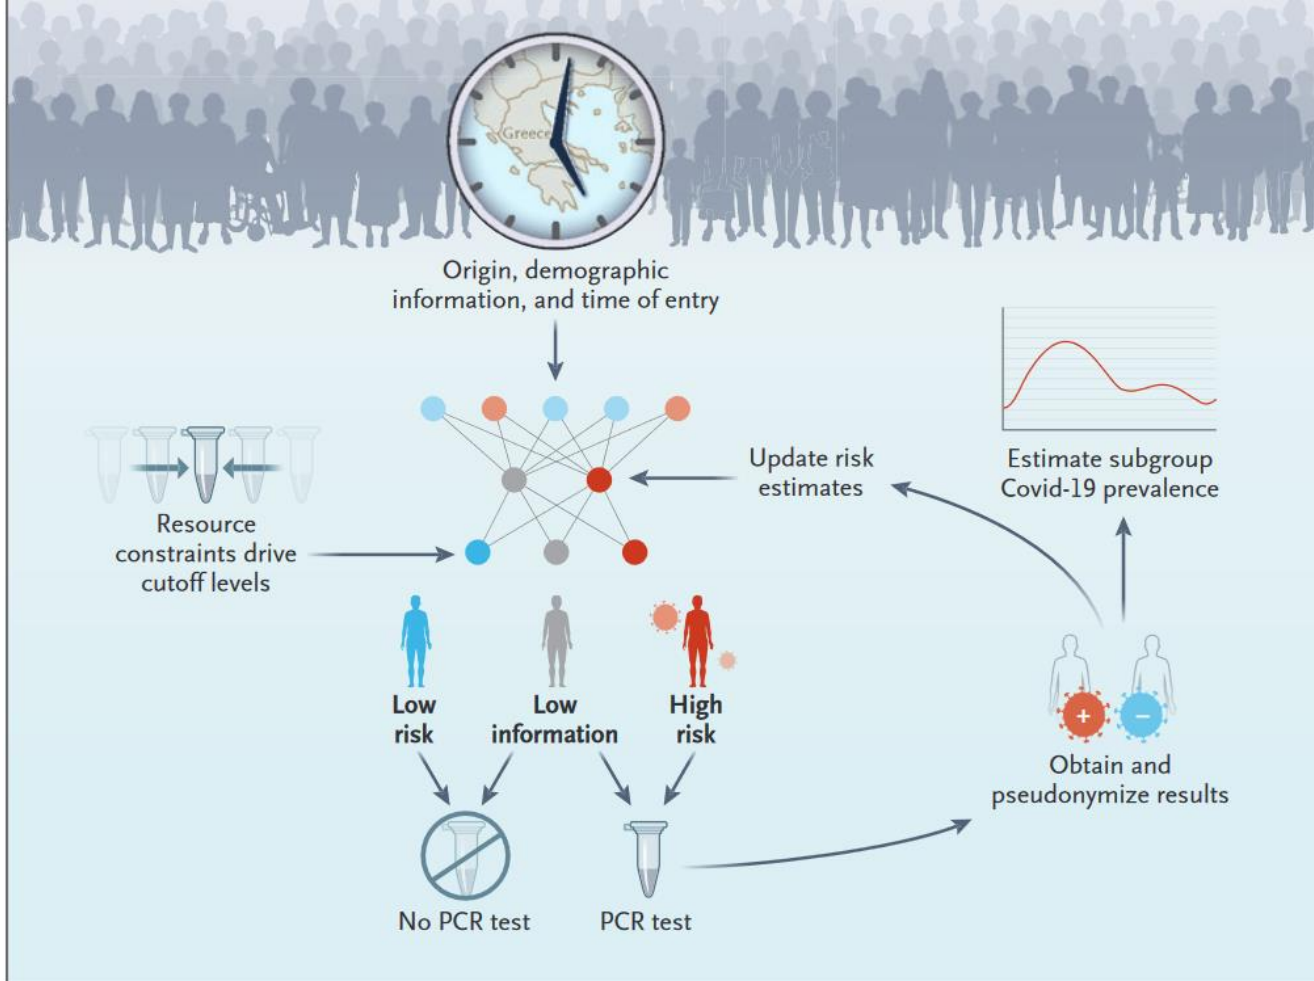 Greece
Origin, demographic
information, and time of entry
Update risk
estimates
Estimate subgroup
Covid-19 prevalence
Resource
constraints drive
cutoff levels
Low
risk
Low
information
High
risk
+
−
Obtain and
pseudonymize results
No PCR test
PCR test